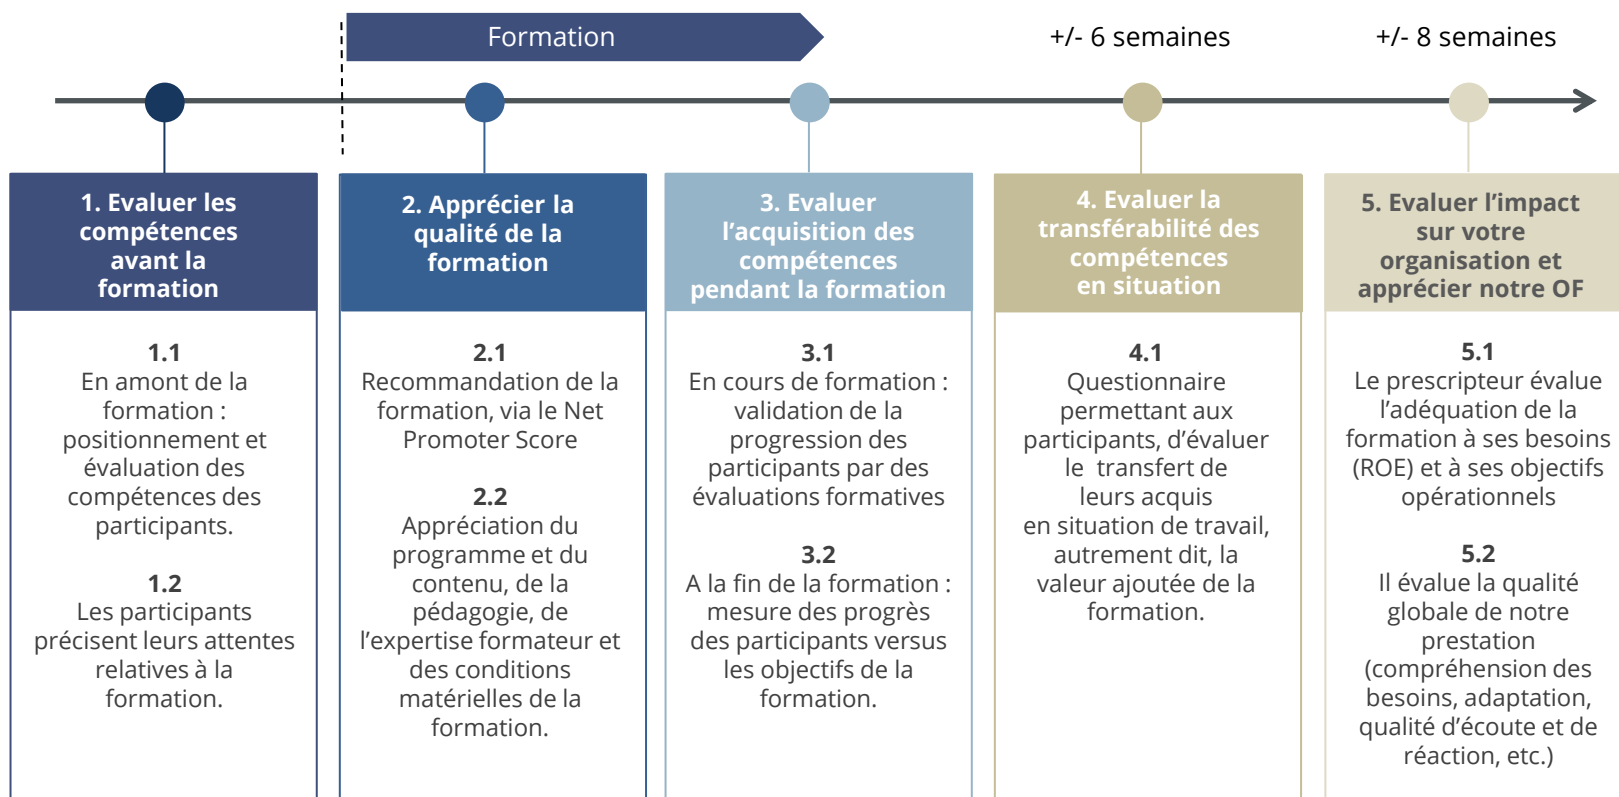 Formation
+/- 6 semaines
+/- 8 semaines
1. Evaluer les
compétences
avant la
formation
1.1
En amont de la
formation :
positionnement et
évaluation des
compétences des
participants.
1.2
Les participants
précisent leurs attentes
relatives à la
formation.
2. Apprécier la
qualité de la
formation
2.1
Recommandation de la
formation, via le Net
Promoter Score
2.2
Appréciation du
programme et du
contenu, de la
pédagogie, de
l’expertise formateur et
des conditions
matérielles de la
formation.
3. Evaluer
l’acquisition des
compétences
pendant la formation
3.1
En cours de formation :
validation de la
progression des
participants par des
évaluations formatives
3.2
A la fin de la formation :
mesure des progrès
des participants versus
les objectifs de la
formation.
4. Evaluer la
transférabilité des
compétences
en situation
4.1
Questionnaire
permettant aux
participants, d’évaluer
le  transfert de
leurs acquis
en situation de travail,
autrement dit, la
valeur ajoutée de la
formation.
5. Evaluer l’impact
sur votre
organisation et
apprécier notre OF
5.1
Le prescripteur évalue
l’adéquation de la
formation à ses besoins
(ROE) et à ses objectifs
opérationnels
5.2
Il évalue la qualité
globale de notre
prestation
(compréhension des
besoins, adaptation,
qualité d’écoute et de
réaction, etc.)